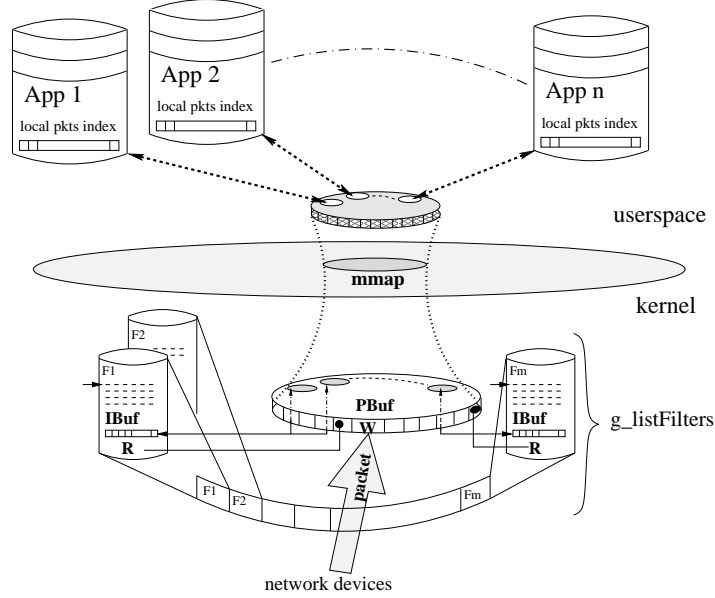 App 1
local pkts index
App 2
local pkts index
App n
local pkts index
userspace
mmap
kernel
F2
F1
IBuf
R
PBuf
W
Fm
IBuf
R
g_listFilters
packet
F1
F2
Fm
network devices